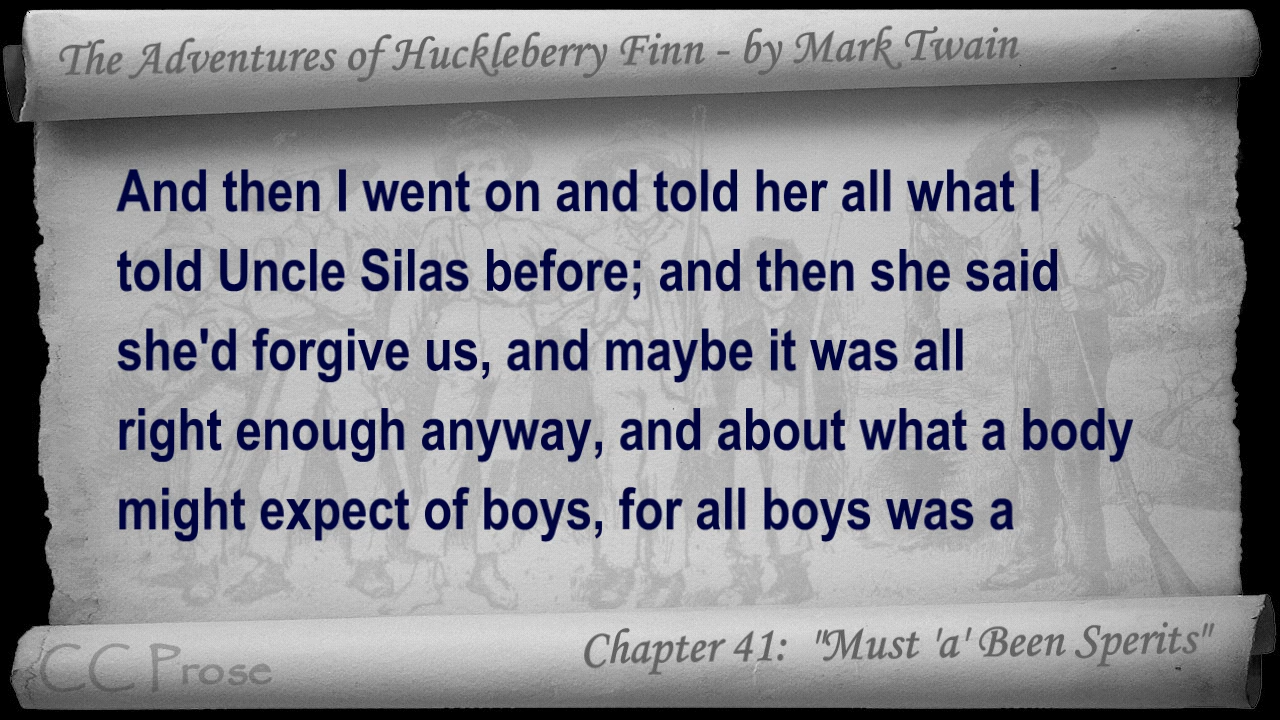 The Adventures of Huckleberry Finn - by Mark Twain
And then I went on and told her all what I
told Uncle Silas before; and then she said
she'd forgive us, and maybe it was all
right enough anyway, and about what a body
might expect of boys, for all boys was a
CC Prose
Chapter 41: "Must 'a' Been Sperits"